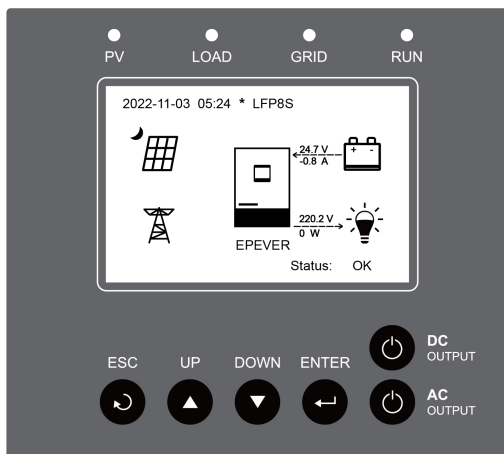 PV LOAD GRID RUN
2022-11-03 05:24 * LFP8S
24.7 V
-0.8 A
220.2 V
0 W
EPEVER
Status: OK
DC
OUTPUT
ESC UP DOWN ENTER
AC
OUTPUT